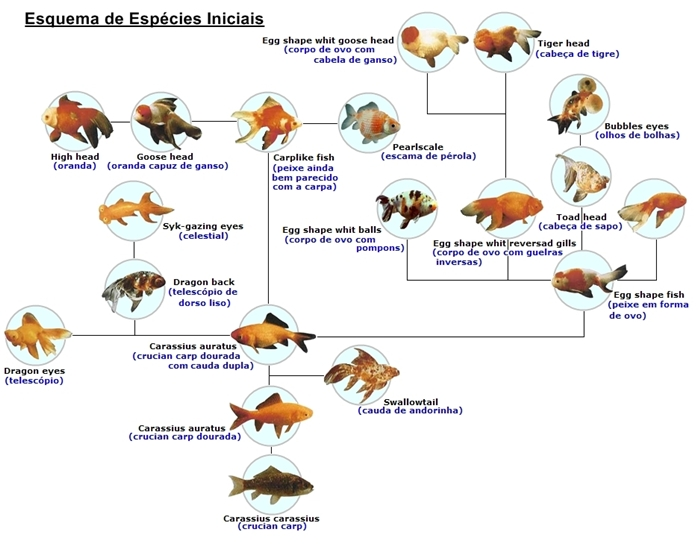 Esquema de Espécies Iniciais
Egg shape whit goose head
(corpo de ovo com
cabela de ganso)
Tiger head
(cabeça de tigre)
Bubbles eyes
(olhos de bolhas)
High head
(oranda)
Goose head
(oranda capuz de ganso)
Carplike fish
(peixe ainda
bem parecido
com a carpa)
Pearlscale
(escama de pérola)
Syk-gazing eyes
(celestial)
Egg shape whit balls
(corpo de ovo com
pompons)
Egg shape whit reversad gills
(corpo de ovo com guelras
inversas)
Toad head
(cabeça de sapo)
Dragon back
(telescópio de
dorso liso)
Egg shape fish
(peixe em forma
de ovo)
Dragon eyes
(telescópio)
Carassius auratus
(crucian carp dourada
com cauda dupla)
Swallowtail
(cauda de andorinha)
Carassius auratus
(crucian carp dourada)
Carassius carassius
(crucian carp)